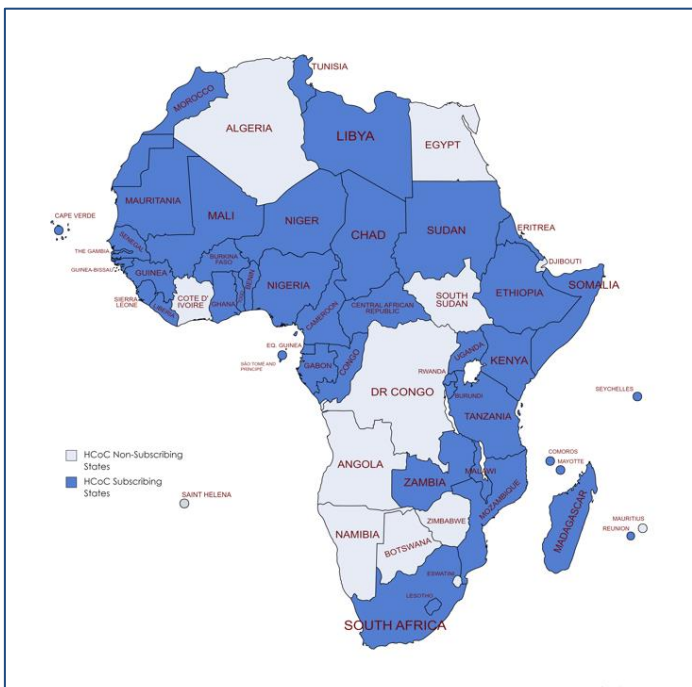 TUNISIA
MOROCCO
ALGERIA
LIBYA
EGYPT
MAURITANIA
MALI
NIGER
CHAD
SUDAN
ERITREA
CAPE VERDE
SENEGAL
THE GAMBIA
GUINEA-BISSAU
GUINEA
BURKINA
FASO
BENIN
TOGO
NIGERIA
DJIBOUTI
SOMALIA
ETHIOPIA
SOUTH
SUDAN
CENTRAL AFRICAN
REPUBLIC
CAMEROON
SIERRA
LEONE
LIBERIA
COTE D'
IVOIRE
GHANA
EQ. GUINEA
SÃO TOMÉ AND
PRINCIPE
GABON
CONGO
UGANDA
KENYA
RWANDA
BURUNDI
DR CONGO
TANZANIA
SEYCHELLES
HCoC Non-Subscribing
States
HCoC Subscribing
States
SAINT HELENA
ANGOLA
ZAMBIA
MALAWI
MOZAMBIQUE
COMOROS
MAYOTTE
MADAGASCAR
MAURITIUS
REUNION
NAMIBIA
ZIMBABWE
BOTSWANA
ESWATINI
LESOTHO
SOUTH AFRICA